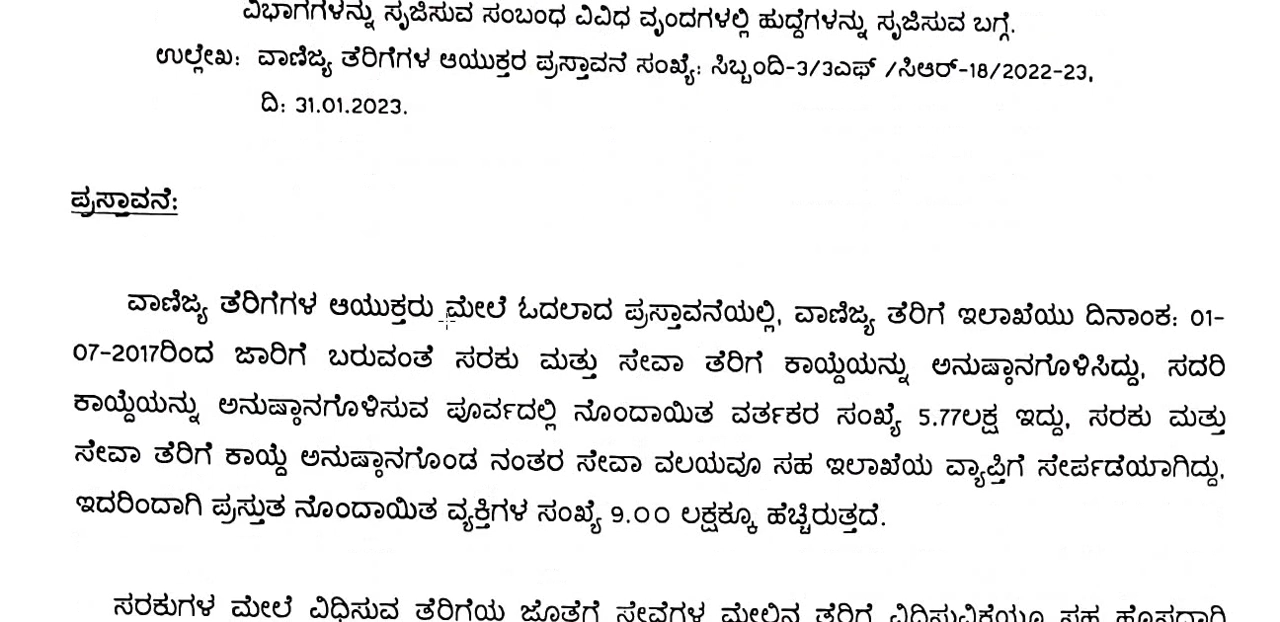 ವಿಭಾಗಗಳನ್ನು ಸೃಜಿಸುವ ಸಂಬಂಧ ವಿವಿಧ ವೃಂದಗಳಲ್ಲಿ ಹುದ್ದೆಗಳನ್ನು ಸೃಜಿಸುವ ಬಗ್ಗೆ.
ಉಲ್ಲೇಖ: ವಾಣಿಜ್ಯ ತೆರಿಗೆಗಳ ಆಯುಕ್ತರ ಪ್ರಸ್ತಾವನೆ ಸಂಖ್ಯೆ: ಸಿಬ್ಬಂದಿ-3/3ಎಫ್ /ಸಿಆರ್-18/2022-23,
ದಿ: 31.01.2023.
ಪ್ರಸ್ತಾವನೆ:
ವಾಣಿಜ್ಯ ತೆರಿಗೆಗಳ ಆಯುಕ್ತರು ಮೇಲೆ ಓದಲಾದ ಪ್ರಸ್ತಾವನೆಯಲ್ಲಿ, ವಾಣಿಜ್ಯ ತೆರಿಗೆ ಇಲಾಖೆಯು ದಿನಾಂಕ: 01-
07-2017ರಿಂದ ಜಾರಿಗೆ ಬರುವಂತೆ ಸರಕು ಮತ್ತು ಸೇವಾ ತೆರಿಗೆ ಕಾಯ್ದೆಯನ್ನು ಅನುಷ್ಠಾನಗೊಳಿಸಿದ್ದು, ಸದರಿ
ಕಾಯ್ದೆಯನ್ನು ಅನುಷ್ಠಾನಗೊಳಿಸುವ ಪೂರ್ವದಲ್ಲಿ ನೊಂದಾಯಿತ ವರ್ತಕರ ಸಂಖ್ಯೆ 5.77ಲಕ್ಷ ಇದ್ದು, ಸರಕು ಮತ್ತು
ಸೇವಾ ತೆರಿಗೆ ಕಾಯ್ದೆ ಅನುಷ್ಠಾನಗೊಂಡ ನಂತರ ಸೇವಾ ವಲಯವೂ ಸಹ ಇಲಾಖೆಯ ವ್ಯಾಪ್ತಿಗೆ ಸೇರ್ಪಡೆಯಾಗಿದ್ದು,
ಇದರಿಂದಾಗಿ ಪ್ರಸ್ತುತ ನೊಂದಾಯಿತ ವ್ಯಕ್ತಿಗಳ ಸಂಖ್ಯೆ 9.00 ಲಕ್ಷಕ್ಕೂ ಹೆಚ್ಚಿರುತ್ತದೆ.
ಸರಕುಗಳ ಮೇಲೆ ವಿಧಿಸುವ ತೆರಿಗೆಯ ಜೊತೆಗೆ ಸೇವೆಗಳ ಮೇಲಿನ ತೆರಿಗೆ ವಿಧಿಸುವಿಕೆಯೂ ಸಹ ಹೊಸದಾಗಿ